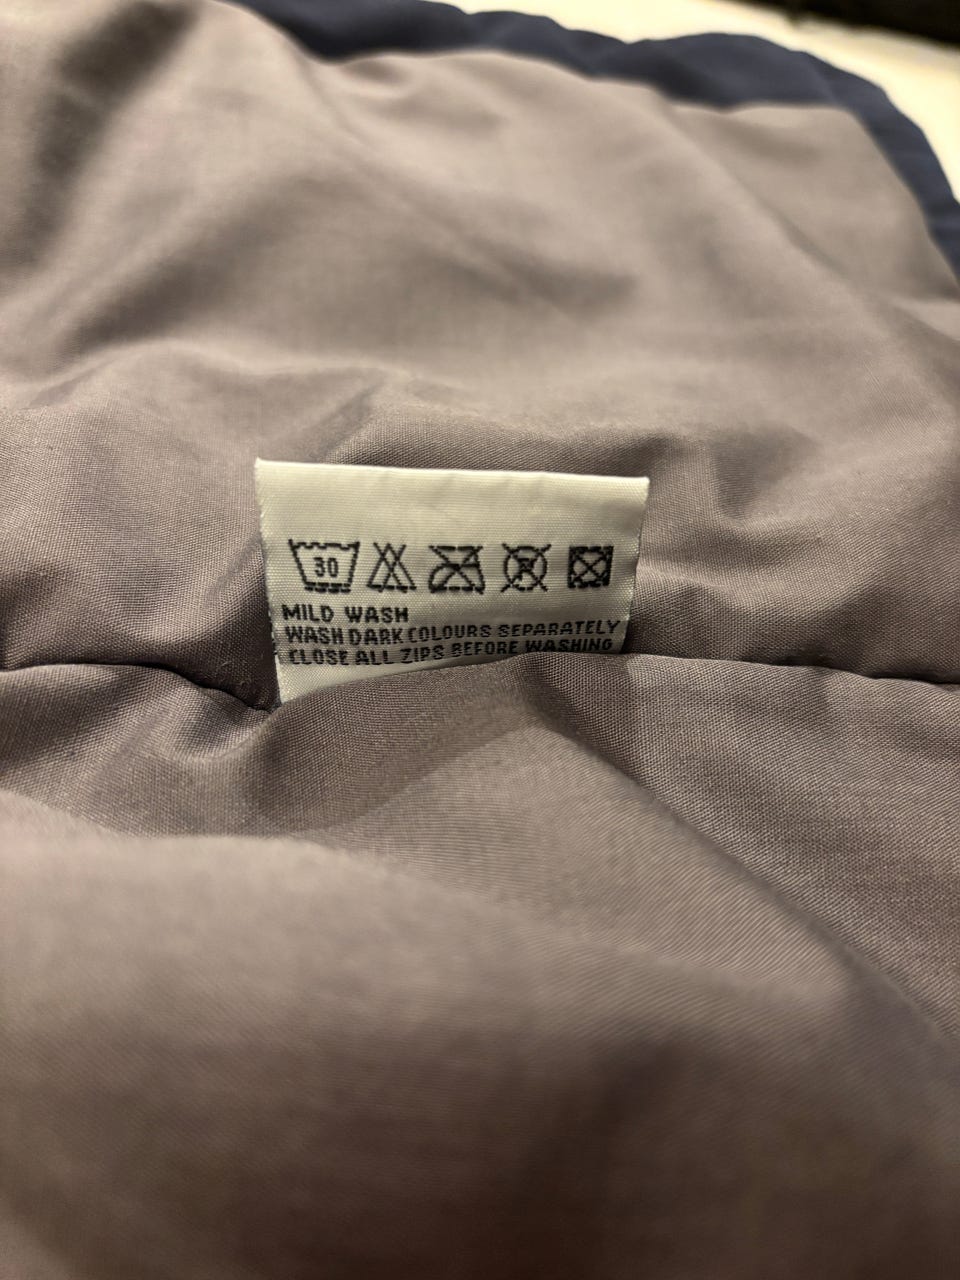 30
MILD WASH
WASH DARK COLOURS SEPARATELY
CLOSE ALL ZIPS BEFORE WASHING